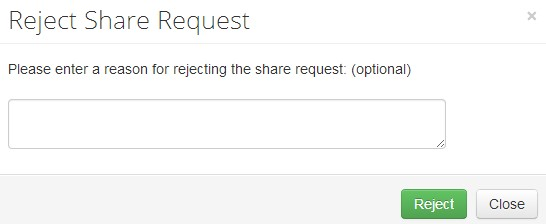 Reject Share Request
×
Please enter a reason for rejecting the share request: (optional)
Reject
Close